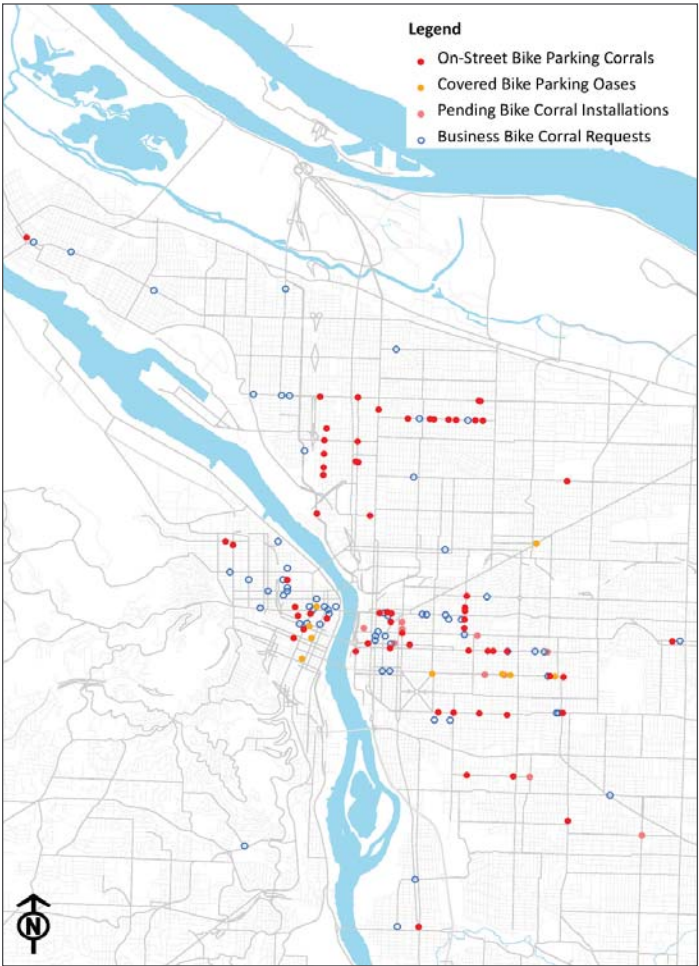 Legend
On-Street Bike Parking Corrals
Covered Bike Parking Oases
Pending Bike Corral Installations
Business Bike Corral Requests
N